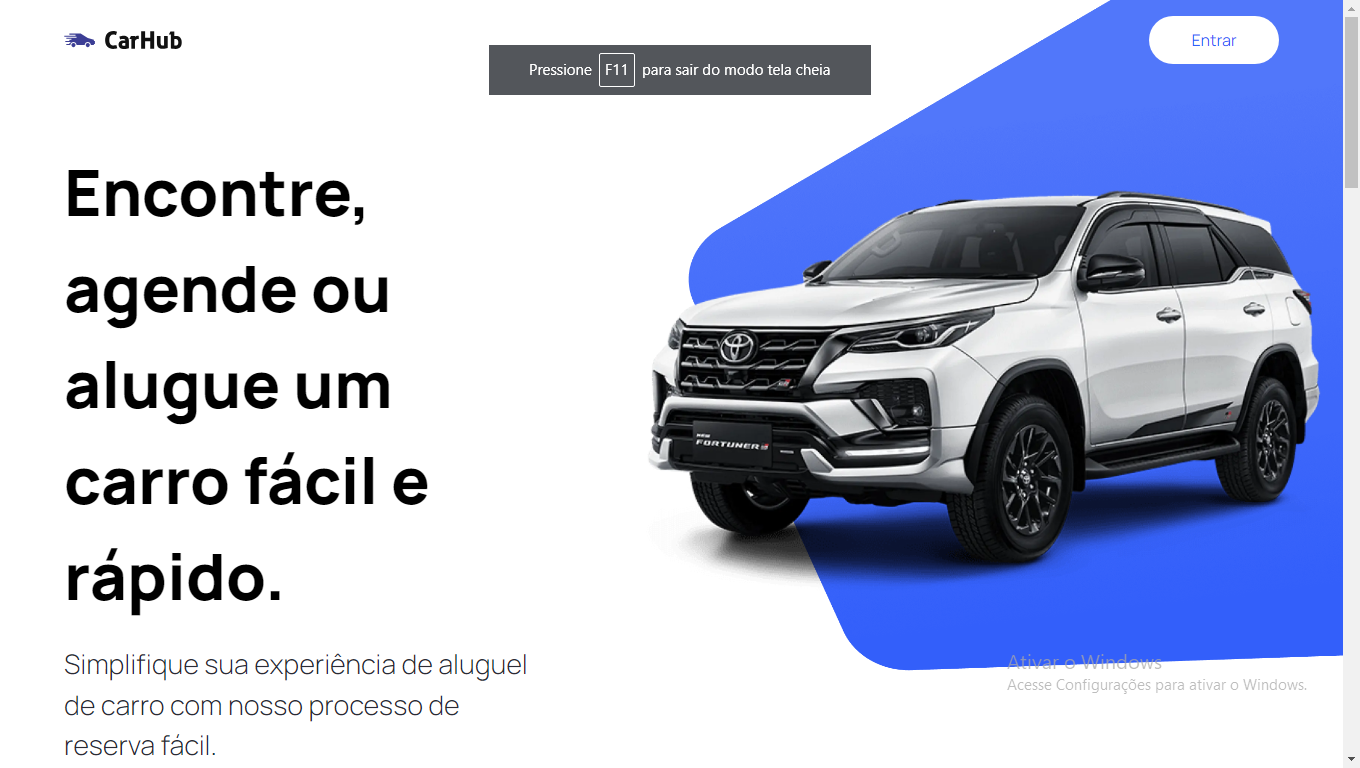 CarHub
Entrar
Pressione F11 para sair do modo tela cheia
Encontre,
agende ou
alugue um
carro fácil e
rápido.
NEW
FORTUNER
Simplifique sua experiência de aluguel
de carro com nosso processo de
reserva fácil.
Ativar o Windows
Acesse Configurações para ativar o Windows.